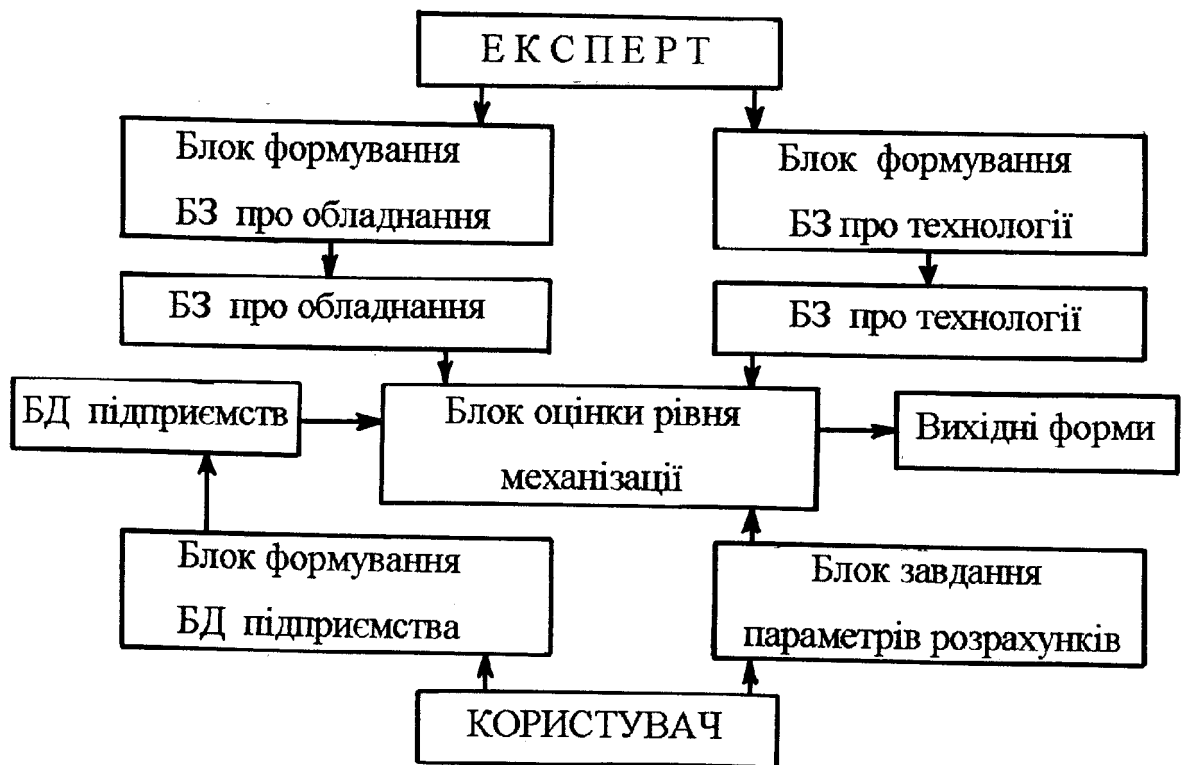 ЕКСПЕРТ
Блок формування
БЗ про обладнання
Блок формування
БЗ про технології
БЗ про обладнання
БЗ про технології
БД підприємств
Блок оцінки рівня
механізації
Вихідні форми
Блок формування
БД підприємства
Блок завдання
параметрів розрахунків
КОРИСТУВАЧ